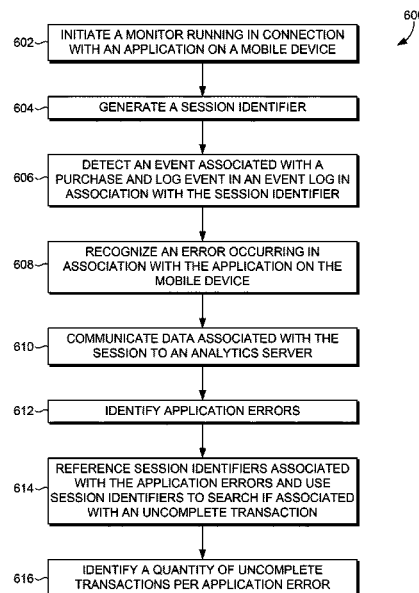 600
602
INITIATE A MONITOR RUNNING IN CONNECTION
WITH AN APPLICATION ON A MOBILE DEVICE
604
GENERATE A SESSION IDENTIFIER
606
DETECT AN EVENT ASSOCIATED WITH A
PURCHASE AND LOG EVENT IN AN EVENT LOG IN
ASSOCIATION WITH THE SESSION IDENTIFIER
608
RECOGNIZE AN ERROR OCCURRING IN
ASSOCIATION WITH THE APPLICATION ON THE
MOBILE DEVICE
610
COMMUNICATE DATA ASSOCIATED WITH THE
SESSION TO AN ANALYTICS SERVER
612
IDENTIFY APPLICATION ERRORS
614
REFERENCE SESSION IDENTIFIERS ASSOCIATED
WITH THE APPLICATION ERRORS AND USE
SESSION IDENTIFIERS TO SEARCH IF ASSOCIATED
WITH AN UNCOMPLETE TRANSACTION
616
IDENTIFY A QUANTITY OF UNCOMPLETE
TRANSACTIONS PER APPLICATION ERROR